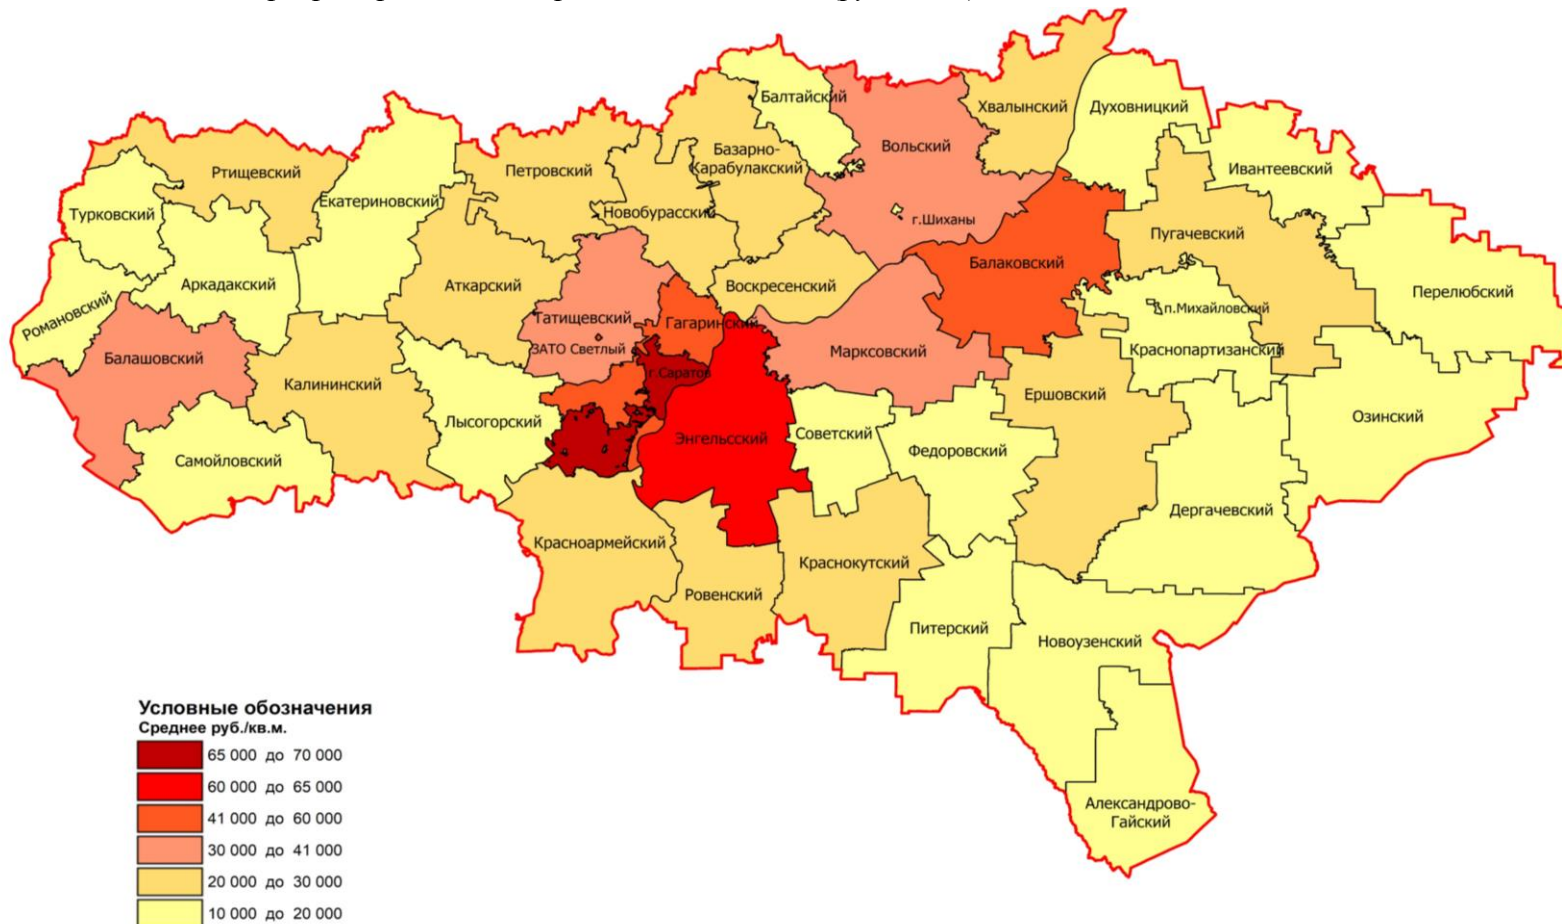 Хвалынский
Балтайский
Духовницкий
Вольский
Базарно-
Карабулакский
Ртищевский
Петровский
Ивантеевский
Екатериновский
Турковский
Новобурасский
г.Шиханы
Пугачевский
Балаковский
Аркадакский
Аткарский
Воскресенский
Перелюбский
Романовский
Татищевский
Гагаринский
п.Михайловский
ЗАТО Светлый
Марксовский
Краснопартизанский
Балашовский
г.Саратов
Калининский
Ершовский
Озинский
Лысогорский
Энгельсский
Советский
Федоровский
Самойловский
Дергачевский
Красноармейский
Краснокутский
Ровенский
Питерский
Новоузенский
Александрово-
Гайский
Условные обозначения
Среднее руб./кв.м.
65 000 до 70 000
60 000 до 65 000
41 000 до 60 000
30 000 до 41 000
20 000 до 30 000
10 000 до 20 000